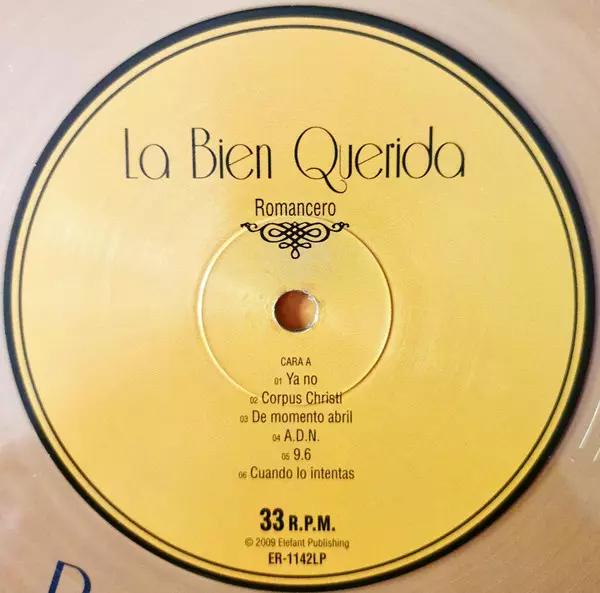 La Bien Querida
Romancero
CARA A
01 Ya no
02 Corpus Christi
03 De momento abril
04 A.D.N.
05 9.6
06 Cuando lo intentas
33 R.P.M.
© 2009 Elefant Publishing
ER-1142LP